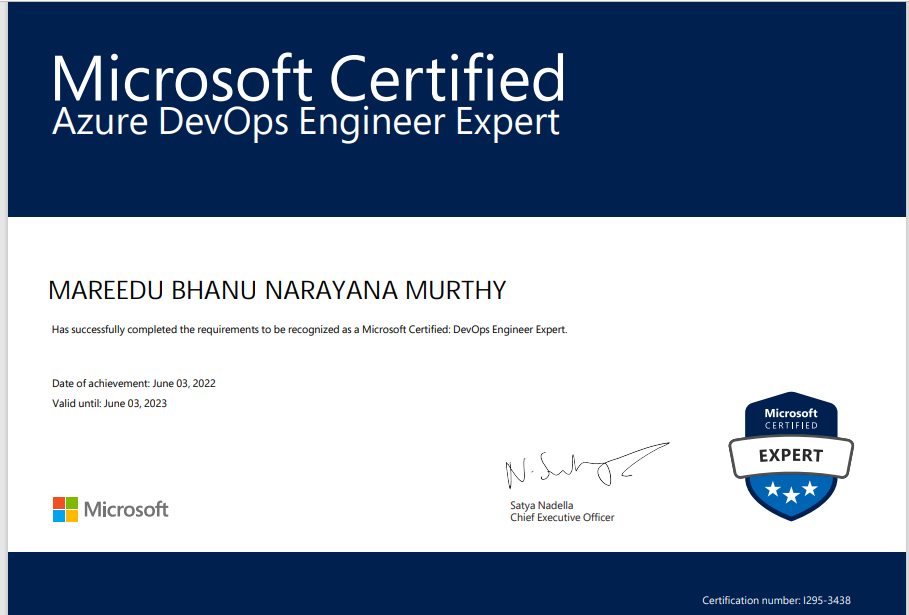 Microsoft Certified
Azure DevOps Engineer Expert
MAREEDU BHANU NARAYANA MURTHY
Has successfully completed the requirements to be recognized as a Microsoft Certified: DevOps Engineer Expert.
Date of achievement: June 03, 2022
Valid until: June 03, 2023
Microsoft
CERTIFIED
EXPERT
N. Satya
Satya Nadella
Chief Executive Officer
Microsoft
Certification number: I295-3438